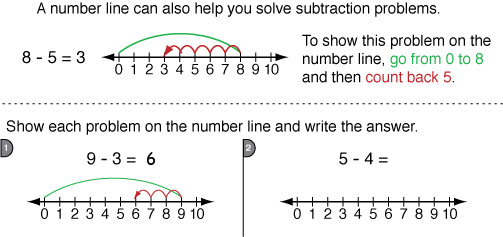 A number line can also help you solve subtraction problems.
8 - 5 = 3
0 1 2 3 4 5 6 7 8 9 10
To show this problem on the
number line, go from 0 to 8
and then count back 5.
Show each problem on the number line and write the answer.
1
9 - 3 = 6
0 1 2 3 4 5 6 7 8 9 10
2
5 - 4 =
0 1 2 3 4 5 6 7 8 9 10